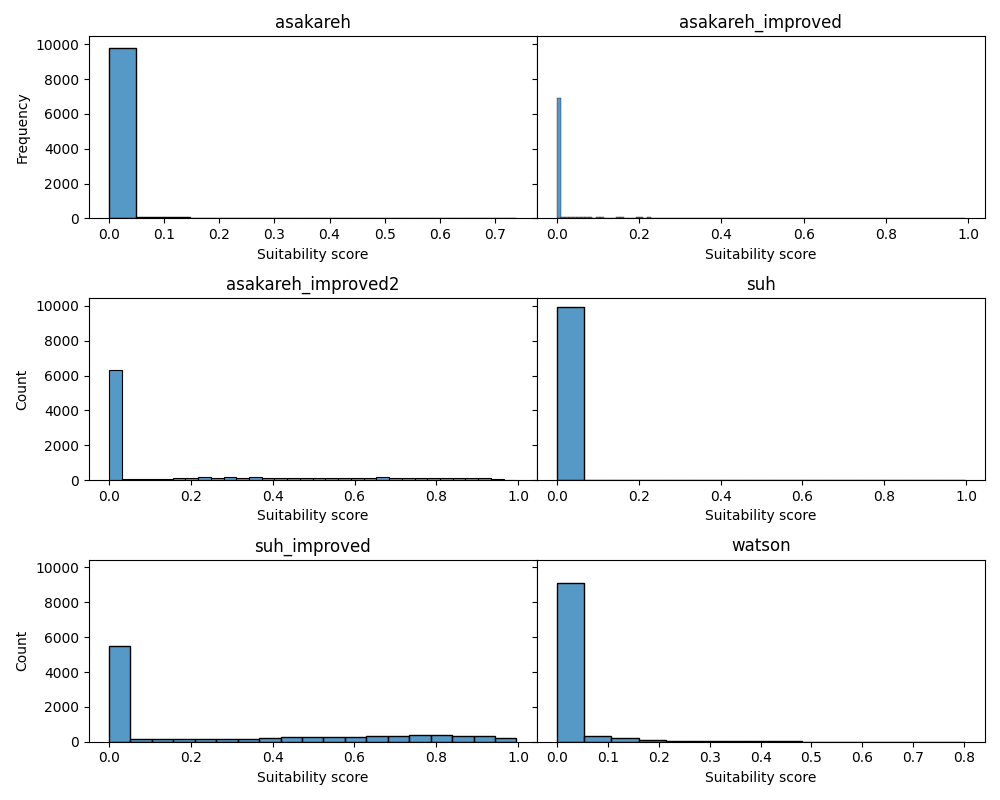 asakareh
asakareh_improved
10000
8000
6000
4000
2000
0
Frequency
0.0 0.1 0.2 0.3 0.4 0.5 0.6 0.7
0.0 0.2 0.4 0.6 0.8 1.0
Suitability score
Suitability score
asakareh_improved2
suh
10000
8000
6000
4000
2000
0
Count
0.0 0.2 0.4 0.6 0.8 1.0
0.0 0.2 0.4 0.6 0.8 1.0
Suitability score
Suitability score
suh_improved
watson
10000
8000
6000
4000
2000
0
Count
0.0 0.2 0.4 0.6 0.8 1.0
0.0 0.1 0.2 0.3 0.4 0.5 0.6 0.7 0.8
Suitability score
Suitability score